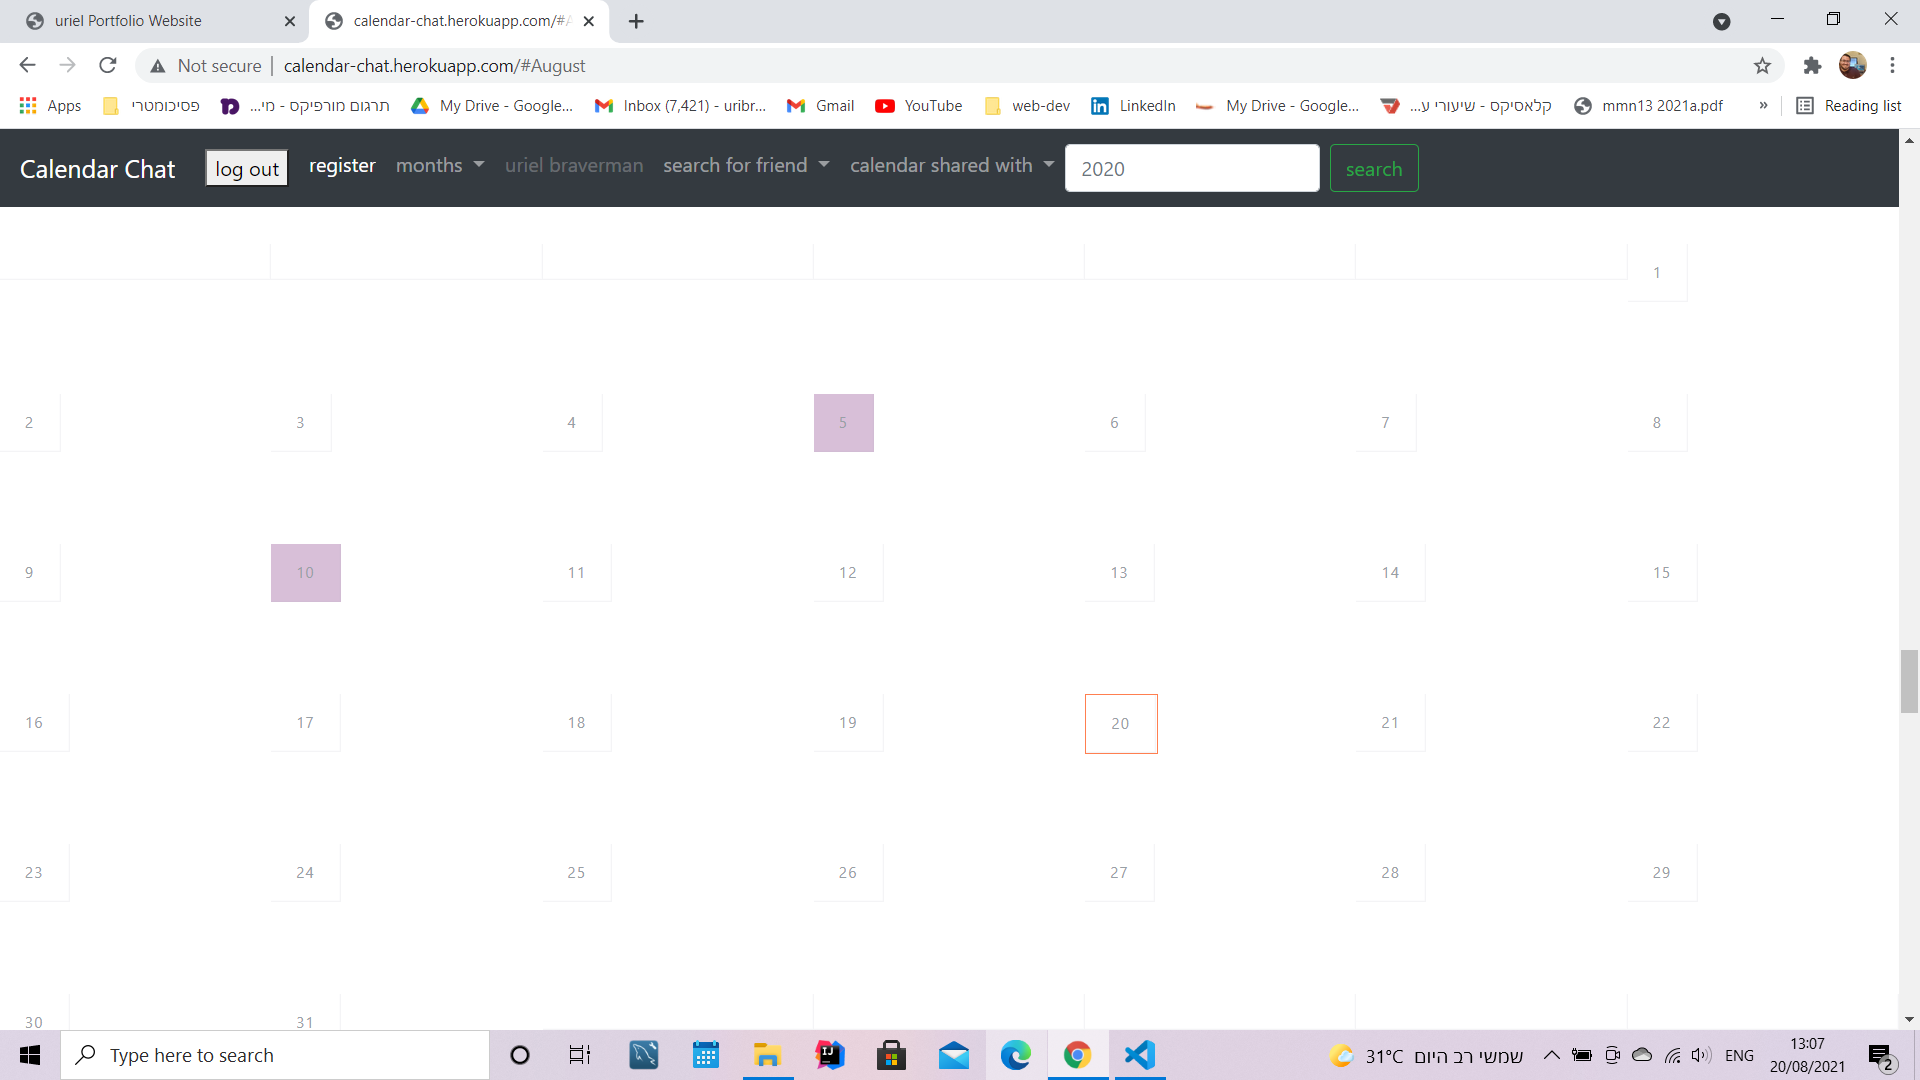 uriel Portfolio Website
calendar-chat.herokuapp.com/#A
Not secure | calendar-chat.herokuapp.com/#August
Apps
פסיכומטרי
תרגום מורפיקס - מי...
My Drive - Google...
Inbox (7,421) - uribr...
Gmail
YouTube
web-dev
LinkedIn
My Drive - Google...
קלאסיקס - שיעורי ע...
mmn13 2021a.pdf
»
Reading list
Calendar Chat
log out
register
months
uriel braverman
search for friend
calendar shared with
2020
search
1
2 3 4 5 6 7 8
9 10 11 12 13 14 15
16 17 18 19 20 21 22
23 24 25 26 27 28 29
30 31
Type here to search
31°C שמשי רב היום
ENG
13:07
20/08/2021
2